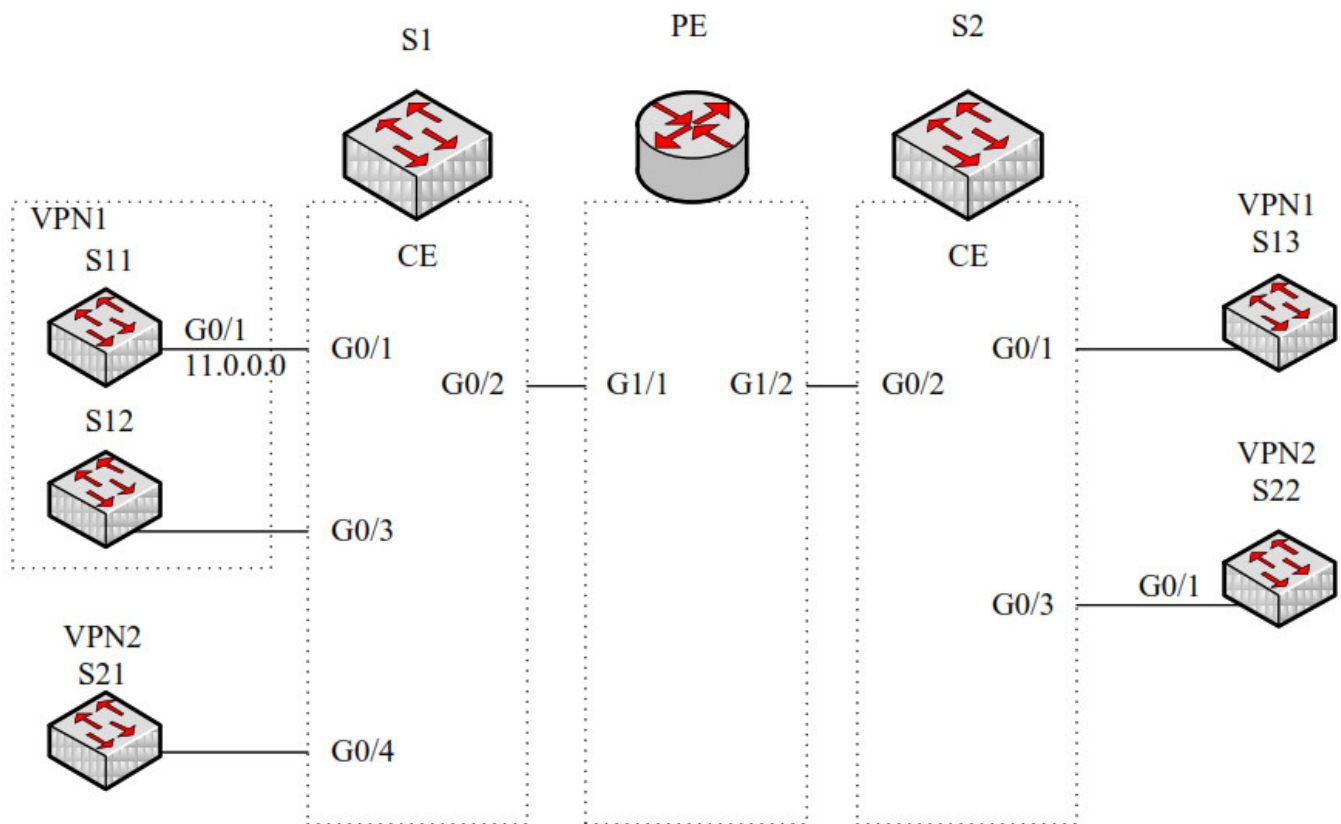 S1
PE
S2
VPN1
S11
G0/1
11.0.0.0
S12
VPN2
S21
CE
G0/1
G0/2
G0/3
G0/4
G1/1
G1/2
CE
G0/1
G0/2
G0/3
VPN1
S13
VPN2
S22
G0/1